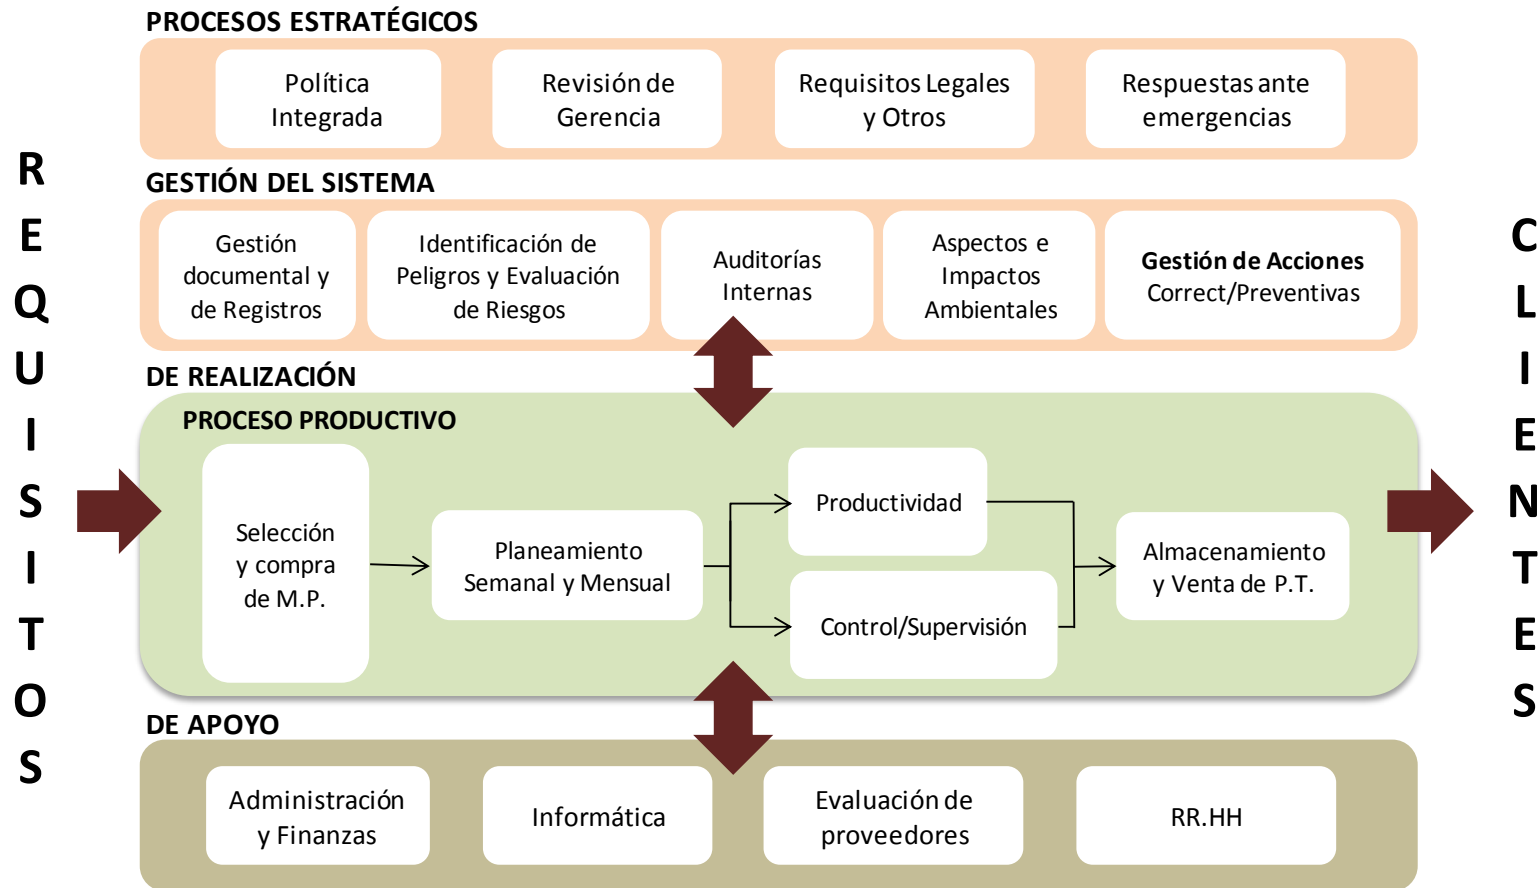 PROCESOS ESTRATÉGICOS
Política
Integrada
Revisión de
Gerencia
Requisitos Legales
y Otros
Respuestas ante
emergencias
REQUISITOS
GESTIÓN DEL SISTEMA
Gestión
documental y
de Registros
Identificación de
Peligros y Evaluación
de Riesgos
Auditorías
Internas
Aspectos e
Impactos
Ambientales
Gestión de Acciones
Correct/Preventivas
DE REALIZACIÓN
PROCESO PRODUCTIVO
Selección
y compra
de M.P.
Planeamiento
Semanal y Mensual
Productividad
Control/Supervisión
Almacenamiento
y Venta de P.T.
CLIENTES
DE APOYO
Administración
y Finanzas
Informática
Evaluación de
proveedores
RR.HH